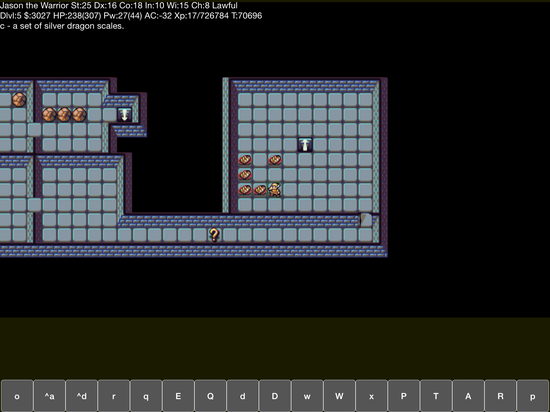 Jason the Warrior St:25 Dx:16 Co:18 In:10 Wi:15 Ch:8 Lawful
Dlvl:5 $:3027 HP:238(307) Pw:27(44) AC:-32 Xp:17/726784 T:70696
c - a set of silver dragon scales.
?
o ^a ^d r q E Q d D w W x P T A R p